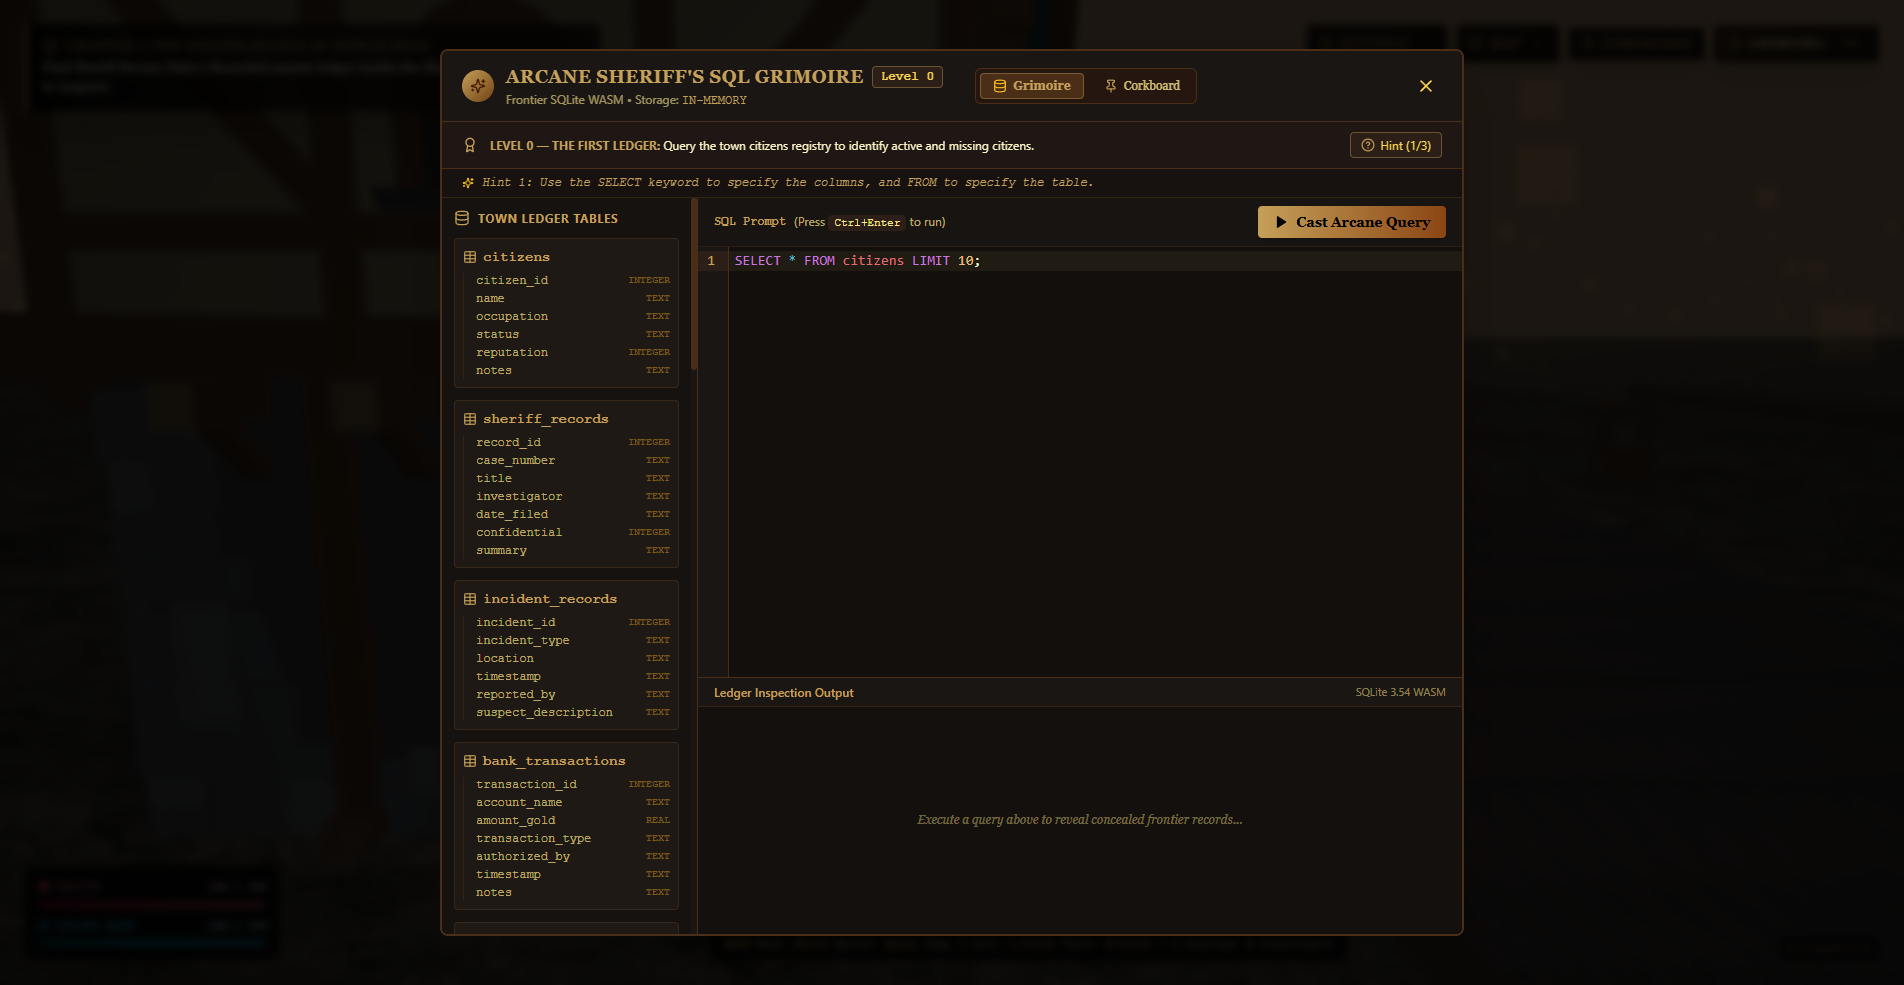 ARCANE SHERIFF'S SQL GRIMOIRE Level 0
Frontier SQLite WASM • Storage: IN-MEMORY
Grimoire
Corkboard
LEVEL 0 — THE FIRST LEDGER: Query the town citizens registry to identify active and missing citizens.
Hint (1/3)
Hint 1: Use the SELECT keyword to specify the columns, and FROM to specify the table.
TOWN LEDGER TABLES
citizens
citizen_id INTEGER
name TEXT
occupation TEXT
status TEXT
reputation INTEGER
notes TEXT
sheriff_records
record_id INTEGER
case_number TEXT
title TEXT
investigator TEXT
date_filed TEXT
confidential INTEGER
summary TEXT
incident_records
incident_id INTEGER
incident_type TEXT
location TEXT
timestamp TEXT
reported_by TEXT
suspect_description TEXT
bank_transactions
transaction_id INTEGER
account_name TEXT
amount_gold REAL
transaction_type TEXT
authorized_by TEXT
timestamp TEXT
notes TEXT
SQL Prompt (Press Ctrl+Enter to run)
Cast Arcane Query
1 SELECT * FROM citizens LIMIT 10;
Ledger Inspection Output
SQLite 3.54 WASM
Execute a query above to reveal concealed frontier records...